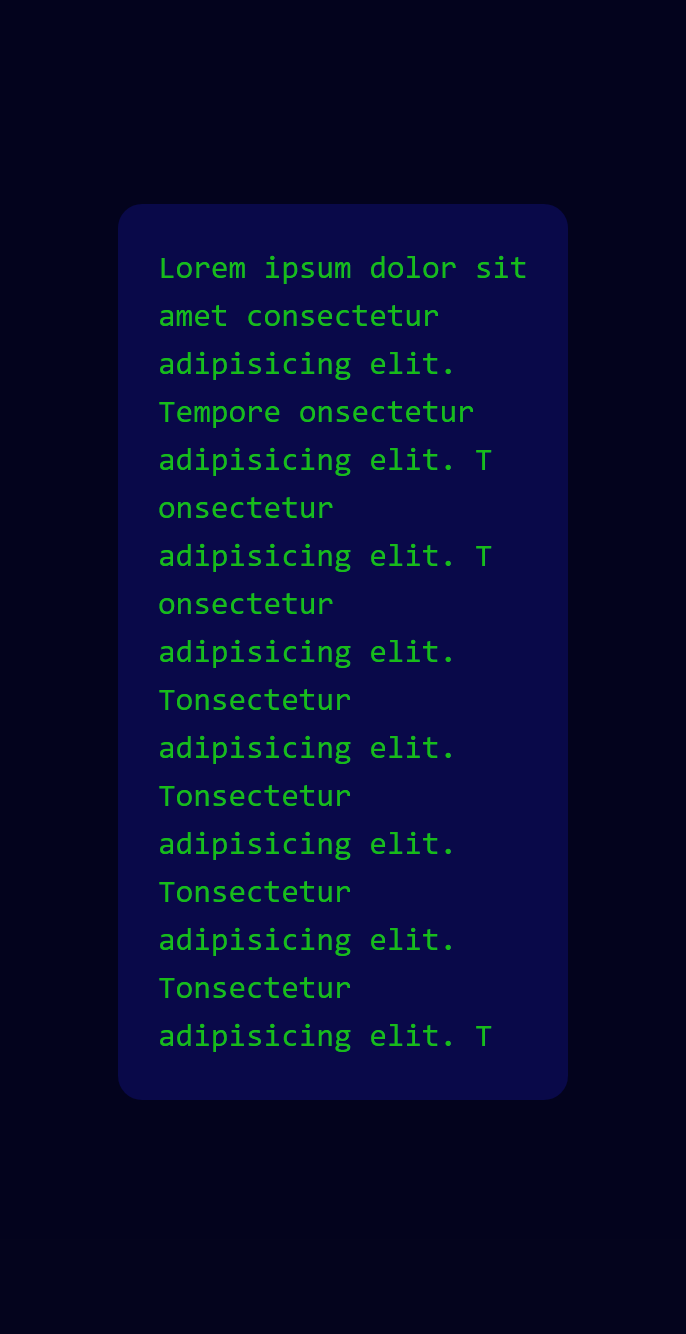 Lorem ipsum dolor sit
amet consectetur
adipisicing elit.
Tempore onsectetur
adipisicing elit. T
onsectetur
adipisicing elit. T
onsectetur
adipisicing elit.
Tonsectetur
adipisicing elit.
Tonsectetur
adipisicing elit.
Tonsectetur
adipisicing elit.
Tonsectetur
adipisicing elit. T